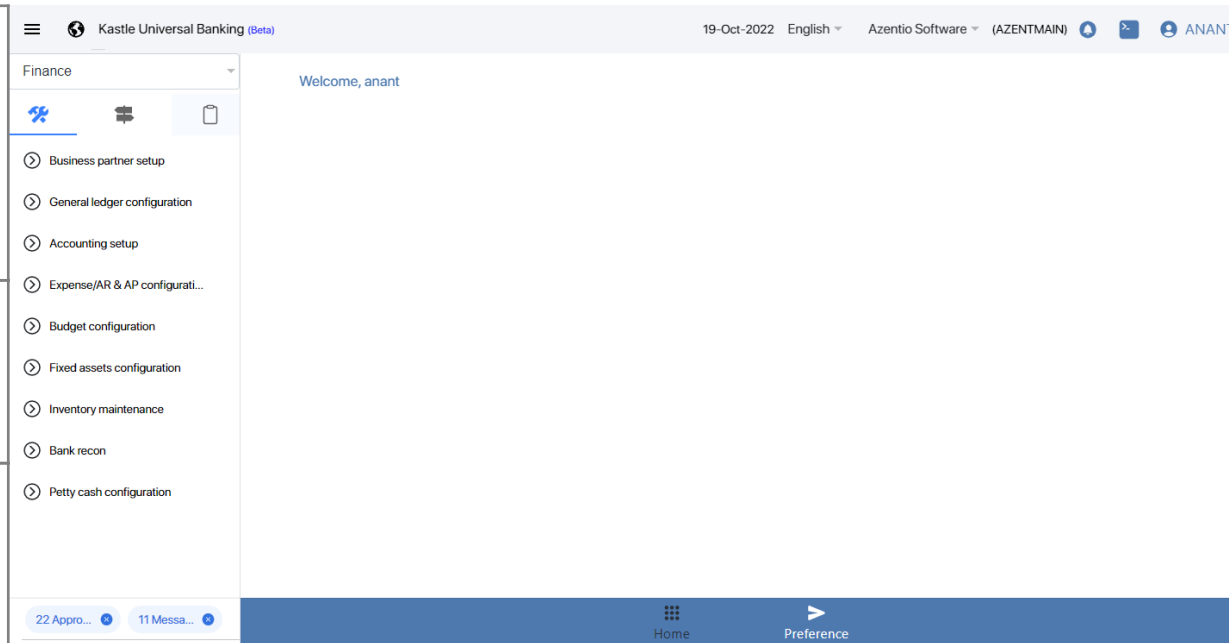 Kastle Universal Banking (Beta) 19-Oct-2022 English Azentio Software (AZENTMAIN) ANANT
Finance
Welcome, anant
Business partner setup
General ledger configuration
Accounting setup
Expense/AR & AP configurati...
Budget configuration
Fixed assets configuration
Inventory maintenance
Bank recon
Petty cash configuration
22 Appro... 11 Messa...
Home Preference